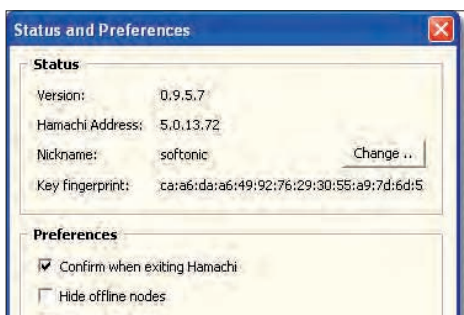 Status and Preferences
Status
Version: 0.9.5.7
Hamachi Address: 5.0.13.72
Nickname: softonic Change ..
Key fingerprint: ca:a6:da:a6:49:92:76:29:30:55:a9:7d:6d:5
Preferences
Confirm when exiting Hamachi
Hide offline nodes